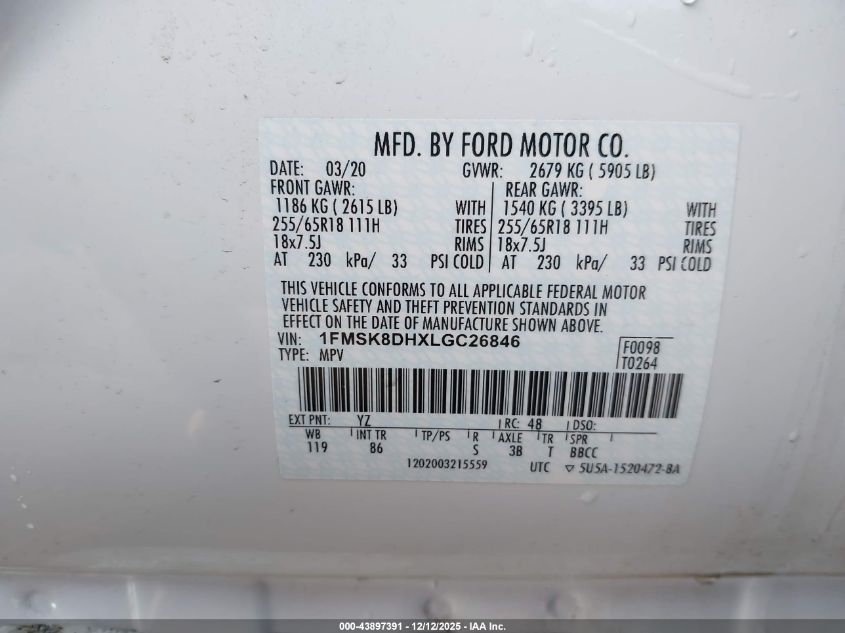 MFD. BY FORD MOTOR CO.
DATE: 03/20 GVWR: 2679 KG ( 5905 LB)
FRONT GAWR: REAR GAWR:
1186 KG ( 2615 LB) WITH 1540 KG ( 3395 LB) WITH
255/65R18 111H TIRES 255/65R18 111H TIRES
18x7.5J RIMS 18x7.5J RIMS
AT 230 kPa/ 33 PSI COLD AT 230 kPa/ 33 PSI COLD
THIS VEHICLE CONFORMS TO ALL APPLICABLE FEDERAL MOTOR
VEHICLE SAFETY AND THEFT PREVENTION STANDARDS IN
EFFECT ON THE DATE OF MANUFACTURE SHOWN ABOVE.
VIN: 1FMSK8DHXLGC26846
TYPE: MPV
F0098
T0264
EXT PNT: YZ RC: 48 DSO:
WB INT TR TP/PS R AXLE TR SPR
119 86 S 3B T BBCC
1202003215559 UTC ▽ 5U5A-1520472-BA
000-43897391 - 12/12/2025 - IAA Inc.